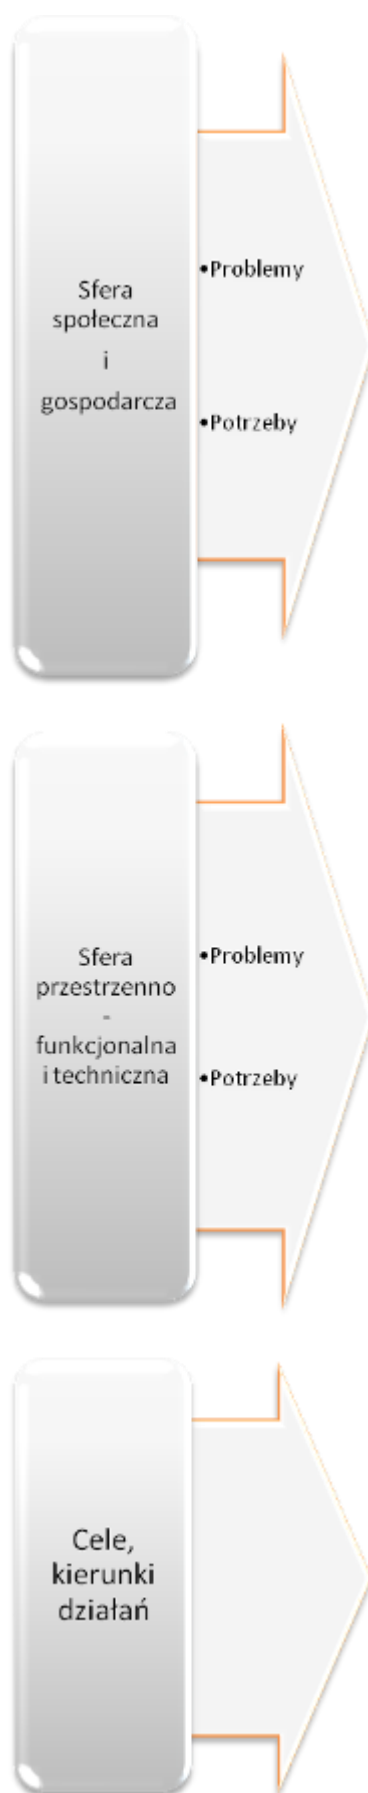 Sfera
społeczna
i
gospodarcza
•Problemy
•Potrzeby
Sfera
przestrzenno
-
funkcjonalna
i techniczna
•Problemy
•Potrzeby
Cele,
kierunki
działań